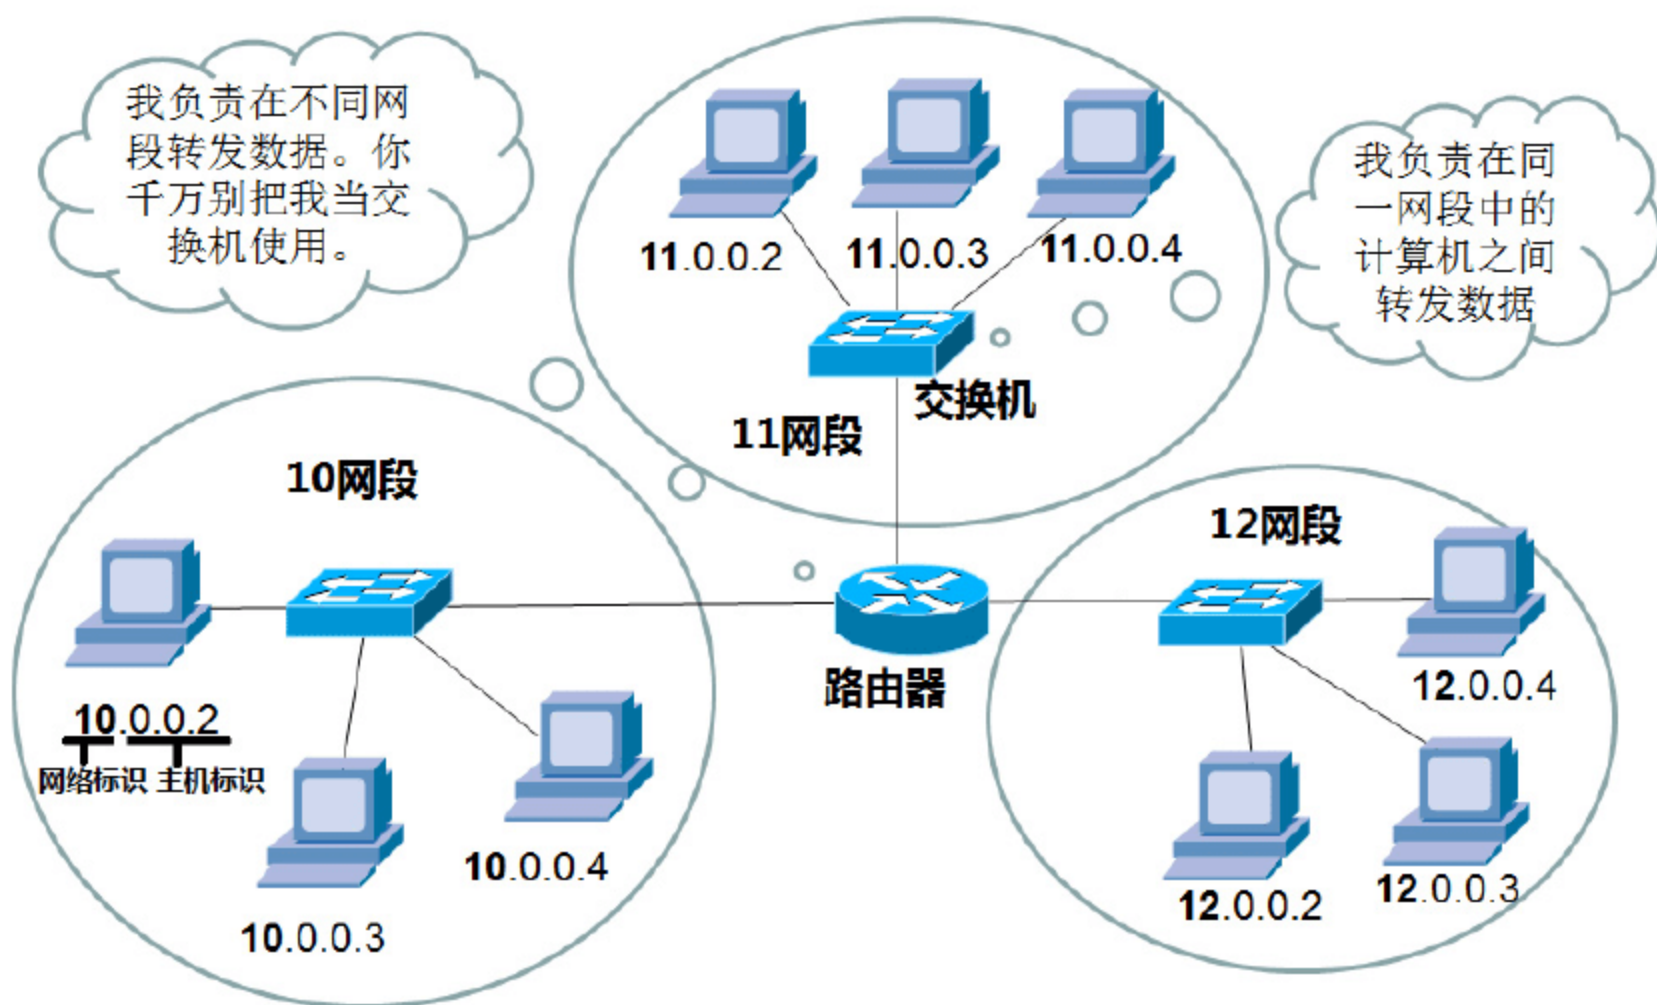 我负责在不同网
段转发数据。你
千万别把我当交
换机使用。
我负责在同
一网段中的
计算机之间
转发数据
11.0.0.2
11.0.0.3
11.0.0.4
交换机
11网段
10网段
12网段
路由器
10.0.0.2
网络标识 主机标识
10.0.0.3
10.0.0.4
12.0.0.4
12.0.0.2
12.0.0.3